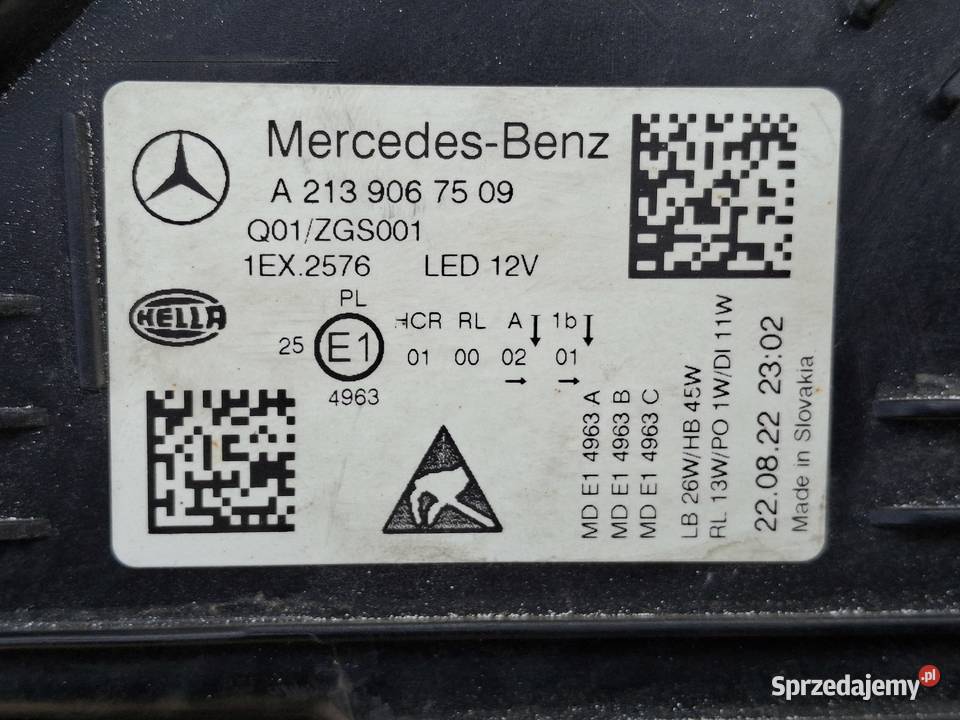 Mercedes-Benz
A 213 906 75 09
Q01/ZGS001
1EX.2576 LED 12V
HELLA
PL
25 E1
4963
HCR RL A 1b
01 00 02 01
MD E1 4963 A
MD E1 4963 B
MD E1 4963 C
LB 26W/HB 45W
RL 13W/PO 1W/DI 11W
22.08.22 23:02
Made in Slovakia
Sprzedajemy.pl